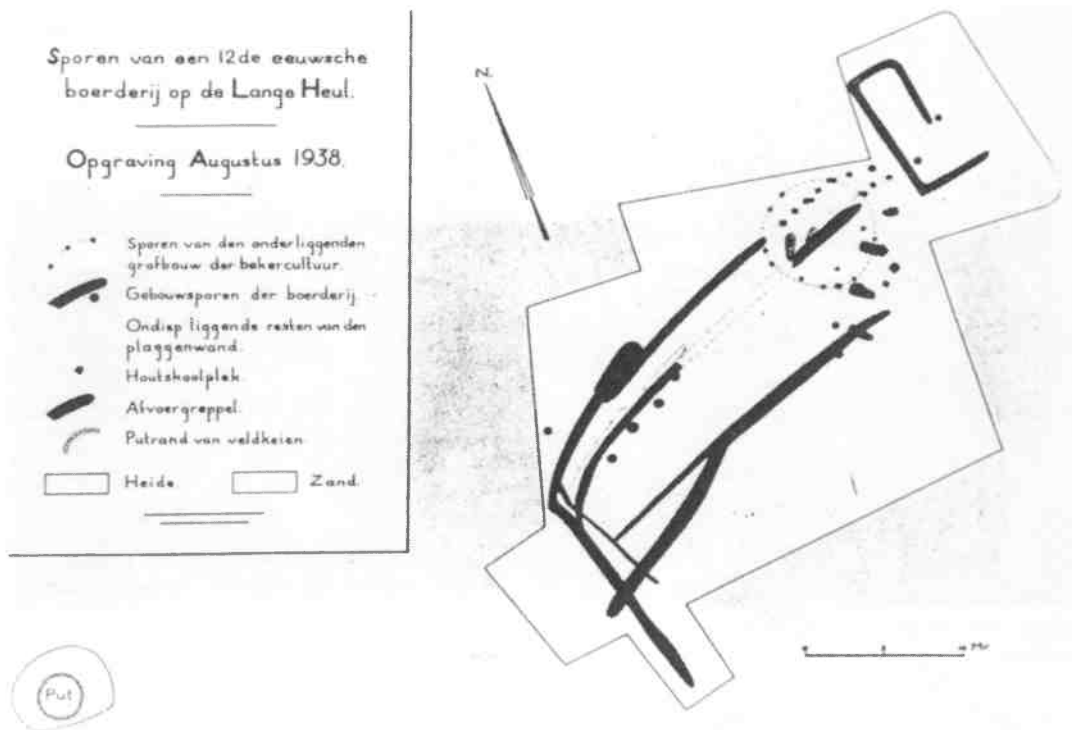 Sporen van een 12de eeuwsche
boerderij op de Lange Heul.
Opgraving Augustus 1938.
Sporen van den onderliggenden
grafbouw der bekercultuur.
Gebouwsporen der boerderij.
Ondiep liggende resten van den
plaggenwand.
Houtskoolplek.
Afvoergreppel.
Putrand van veldkeien.
Heide. Zand.
N.
Put